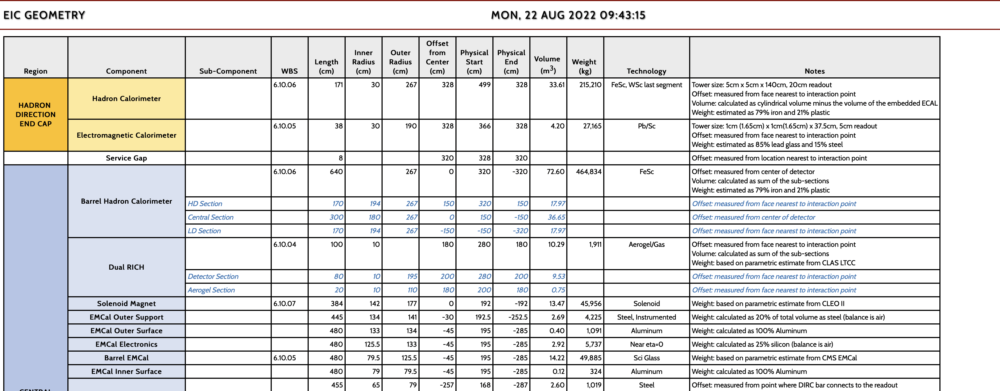 EIC GEOMETRY
MON, 22 AUG 2022 09:43:15
Region Component Sub-Component WBS Length (cm) Inner Radius (cm) Outer Radius (cm) Offset from Center (cm) Physical Start (cm) Physical End (cm) Volume (m³) Weight (kg) Technology Notes
HADRON DIRECTION END CAP
Hadron Calorimeter 6.10.06 171 30 267 328 499 328 33.61 215,210 FeSc, WSc last segment Tower size: 5cm x 5cm x 140cm, 20cm readout
Offset: measured from face nearest to interaction point
Volume: calculated as cylindrical volume minus the volume of the embedded ECAL
Weight: estimated as 79% iron and 21% plastic
Electromagnetic Calorimeter 6.10.05 38 30 190 328 366 328 4.20 27,165 Pb/Sc Tower size: 1cm (1.65cm) x 1cm(1.65cm) x 37.5cm, 5cm readout
Offset: measured from face nearest to interaction point
Weight: estimated as 85% lead glass and 15% steel
Service Gap 8 320 328 320 Offset: measured from location nearest to interaction point
Barrel Hadron Calorimeter 6.10.06 640 267 0 320 -320 72.60 464,834 FeSc Offset: measured from center of detector
Volume: calculated as sum of the sub-sections
Weight: estimated as 79% iron and 21% plastic
HD Section 170 194 267 150 320 150 17.97 Offset: measured from face nearest to interaction point
Central Section 300 180 267 0 150 -150 36.65 Offset: measured from center of detector
LD Section 170 194 267 -150 -150 -320 17.97 Offset: measured from face nearest to interaction point
Dual RICH 6.10.04 100 10 180 280 180 10.29 1,911 Aerogel/Gas Offset: measured from face nearest to interaction point
Volume: calculated as sum of the sub-sections
Weight: based on parametric estimate from CLAS LTCC
Detector Section 80 10 195 200 280 200 9.53 Offset: measured from face nearest to interaction point
Aerogel Section 20 10 110 180 200 180 0.75 Offset: measured from face nearest to interaction point
Solenoid Magnet 6.10.07 384 142 177 0 192 -192 13.47 45,956 Solenoid Weight: based on parametric estimate from CLEO II
EMCal Outer Support 445 134 141 -30 192.5 -252.5 2.69 4,225 Steel, Instrumented Weight: calculated as 20% of total volume as steel (balance is air)
EMCal Outer Surface 480 133 134 -45 195 -285 0.40 1,091 Aluminum Weight: calculated as 100% Aluminum
EMCal Electronics 480 125.5 133 -45 195 -285 2.92 5,737 Near eta=0 Weight: calculated as 25% silicon (balance is air)
Barrel EMCal 6.10.05 480 79.5 125.5 -45 195 -285 14.22 49,885 Sci Glass Weight: based on parametric estimate from CMS EMCal
EMCal Inner Surface 480 79 79.5 -45 195 -285 0.12 324 Aluminum Weight: calculated as 100% Aluminum
455 65 79 -257 168 -287 2.60 1,019 Steel Offset: measured from point where DIRC bar connects to the readout
CENTRAL